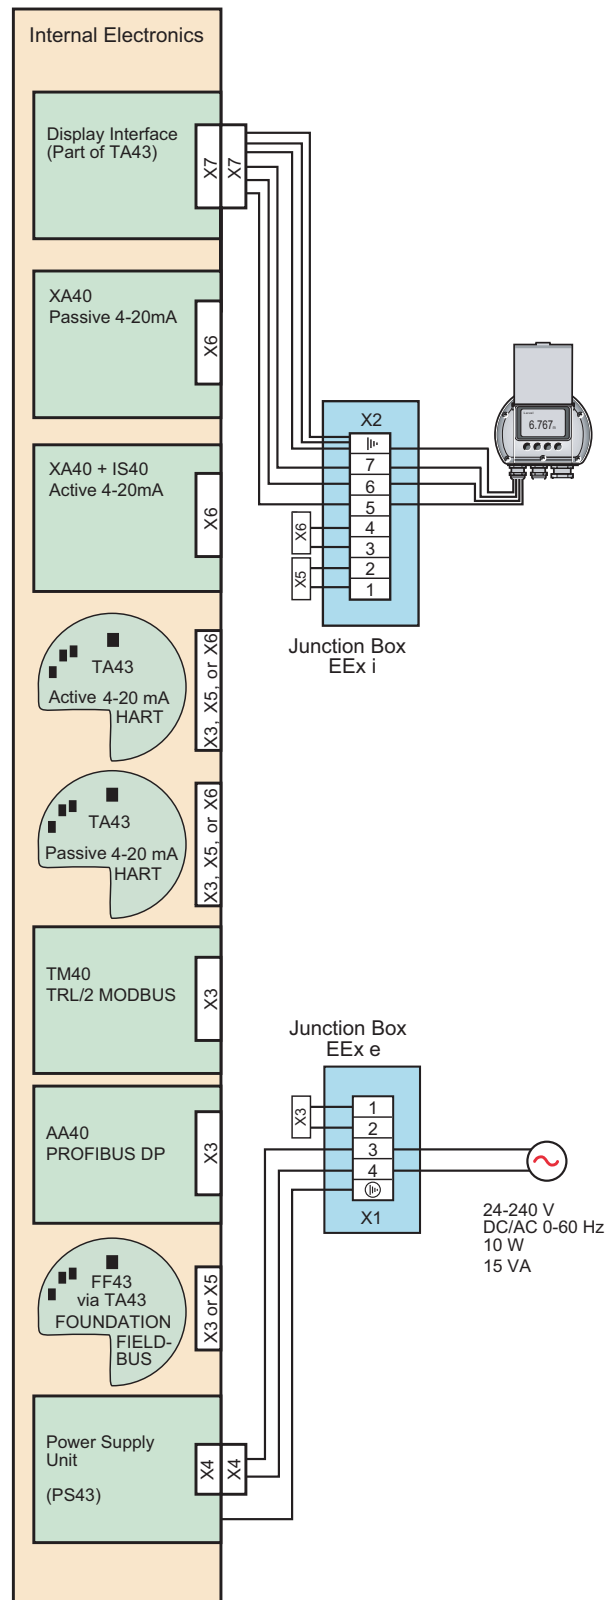 Internal Electronics
Display Interface
(Part of TA43)
X7
X7
XA40
Passive 4-20mA
X6
XA40 + IS40
Active 4-20mA
X6
X2
7
6
5
4
3
2
1
X6
X5
6.767
Junction Box
EEx i
TA43
Active 4-20 mA
HART
X3, X5, or X6
TA43
Passive 4-20 mA
HART
X3, X5, or X6
TM40
TRL/2 MODBUS
X3
Junction Box
EEx e
X3
1
2
3
4
X1
AA40
PROFIBUS DP
X3
24-240 V
DC/AC 0-60 Hz
10 W
15 VA
FF43
via TA43
FOUNDATION
FIELD-
BUS
X3 or X5
Power Supply
Unit
(PS43)
X4
X4